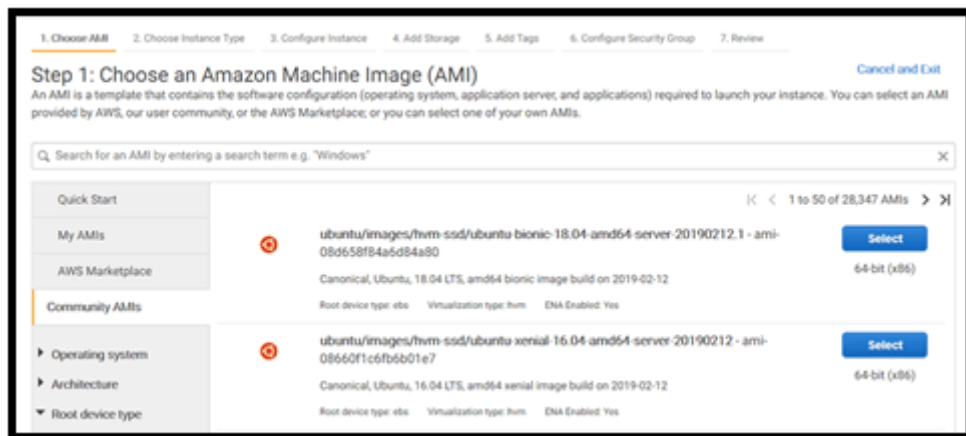 1. Choose AMI 2. Choose Instance Type 3. Configure Instance 4. Add Storage 5. Add Tags 6. Configure Security Group 7. Review
Step 1: Choose an Amazon Machine Image (AMI)
Cancel and Exit
An AMI is a template that contains the software configuration (operating system, application server, and applications) required to launch your instance. You can select an AMI
provided by AWS, our user community, or the AWS Marketplace; or you can select one of your own AMIs.
Search for an AMI by entering a search term e.g. "Windows"
Quick Start
My AMIs
AWS Marketplace
Community AMIs
Operating system
Architecture
Root device type
1 to 50 of 28,347 AMIs
ubuntu/images/hvm-ssd/ubuntu-bionic-18.04-amd64-server-20190212.1 - ami-
08d658f84a6d84a80
Canonical, Ubuntu, 18.04 LTS, amd64 bionic image build on 2019-02-12
Root device type: ebs Virtualization type: hvm ENA Enabled: Yes
Select
64-bit (x86)
ubuntu/images/hvm-ssd/ubuntu-xenial-16.04-amd64-server-20190212 - ami-
08660f1c6fb6b01e7
Canonical, Ubuntu, 16.04 LTS, amd64 xenial image build on 2019-02-12
Root device type: ebs Virtualization type: hvm ENA Enabled: Yes
Select
64-bit (x86)